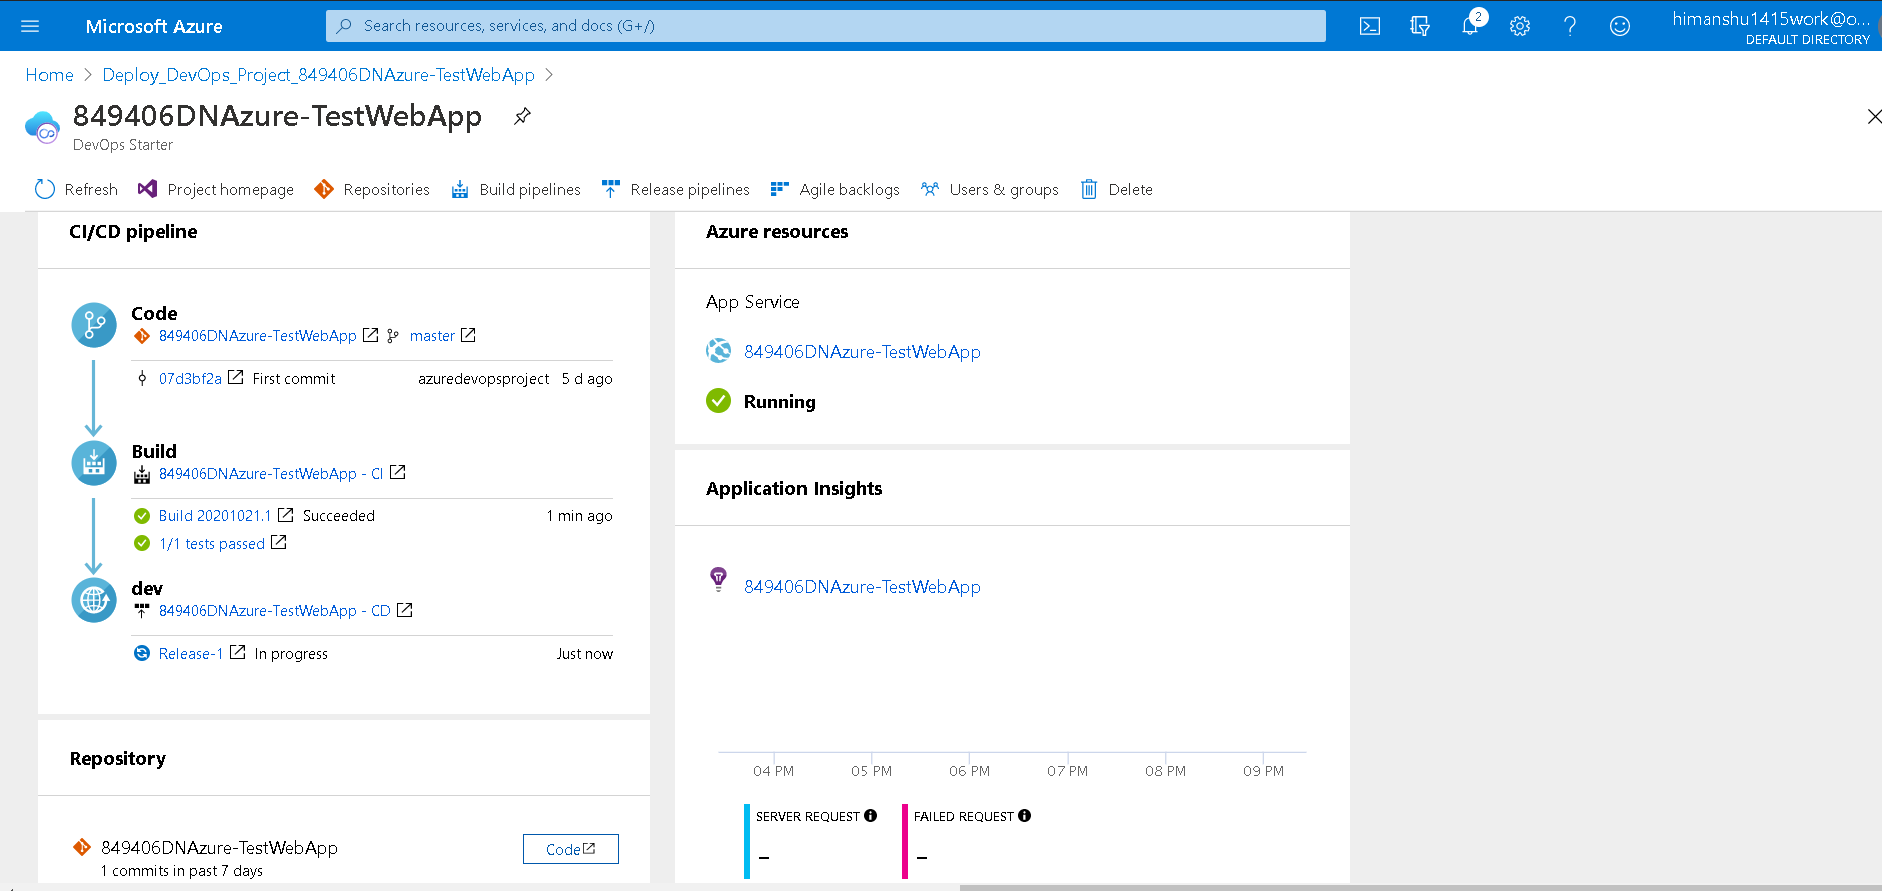 Microsoft Azure
Search resources, services, and docs (G+/)
2
himanshu1415work@o...
DEFAULT DIRECTORY
Home > Deploy_DevOps_Project_849406DNAzure-TestWebApp >
849406DNAzure-TestWebApp
DevOps Starter
Refresh Project homepage Repositories Build pipelines Release pipelines Agile backlogs Users & groups Delete
CI/CD pipeline
Code
849406DNAzure-TestWebApp master
07d3bf2a First commit azuredevopsproject 5 d ago
Build
849406DNAzure-TestWebApp - CI
Build 20201021.1 Succeeded 1 min ago
1/1 tests passed
dev
849406DNAzure-TestWebApp - CD
Release-1 In progress Just now
Repository
849406DNAzure-TestWebApp
1 commits in past 7 days
Code
Azure resources
App Service
849406DNAzure-TestWebApp
Running
Application Insights
849406DNAzure-TestWebApp
04 PM 05 PM 06 PM 07 PM 08 PM 09 PM
SERVER REQUEST FAILED REQUEST
-- --